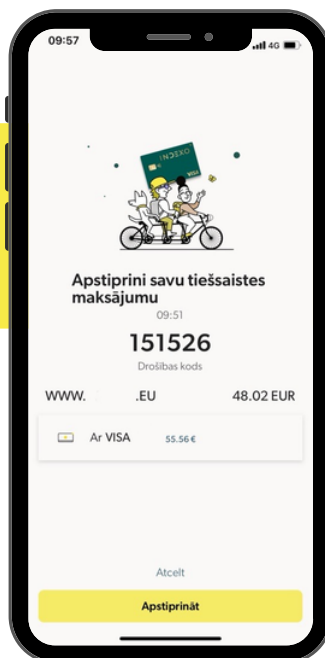 09:57
4G
INDEXO
VISA
Apstiprini savu tiešsaistes
maksājumu
09:51
151526
Drošības kods
WWW. .EU 48.02 EUR
Ar VISA 55.56 €
Atcelt
Apstiprināt